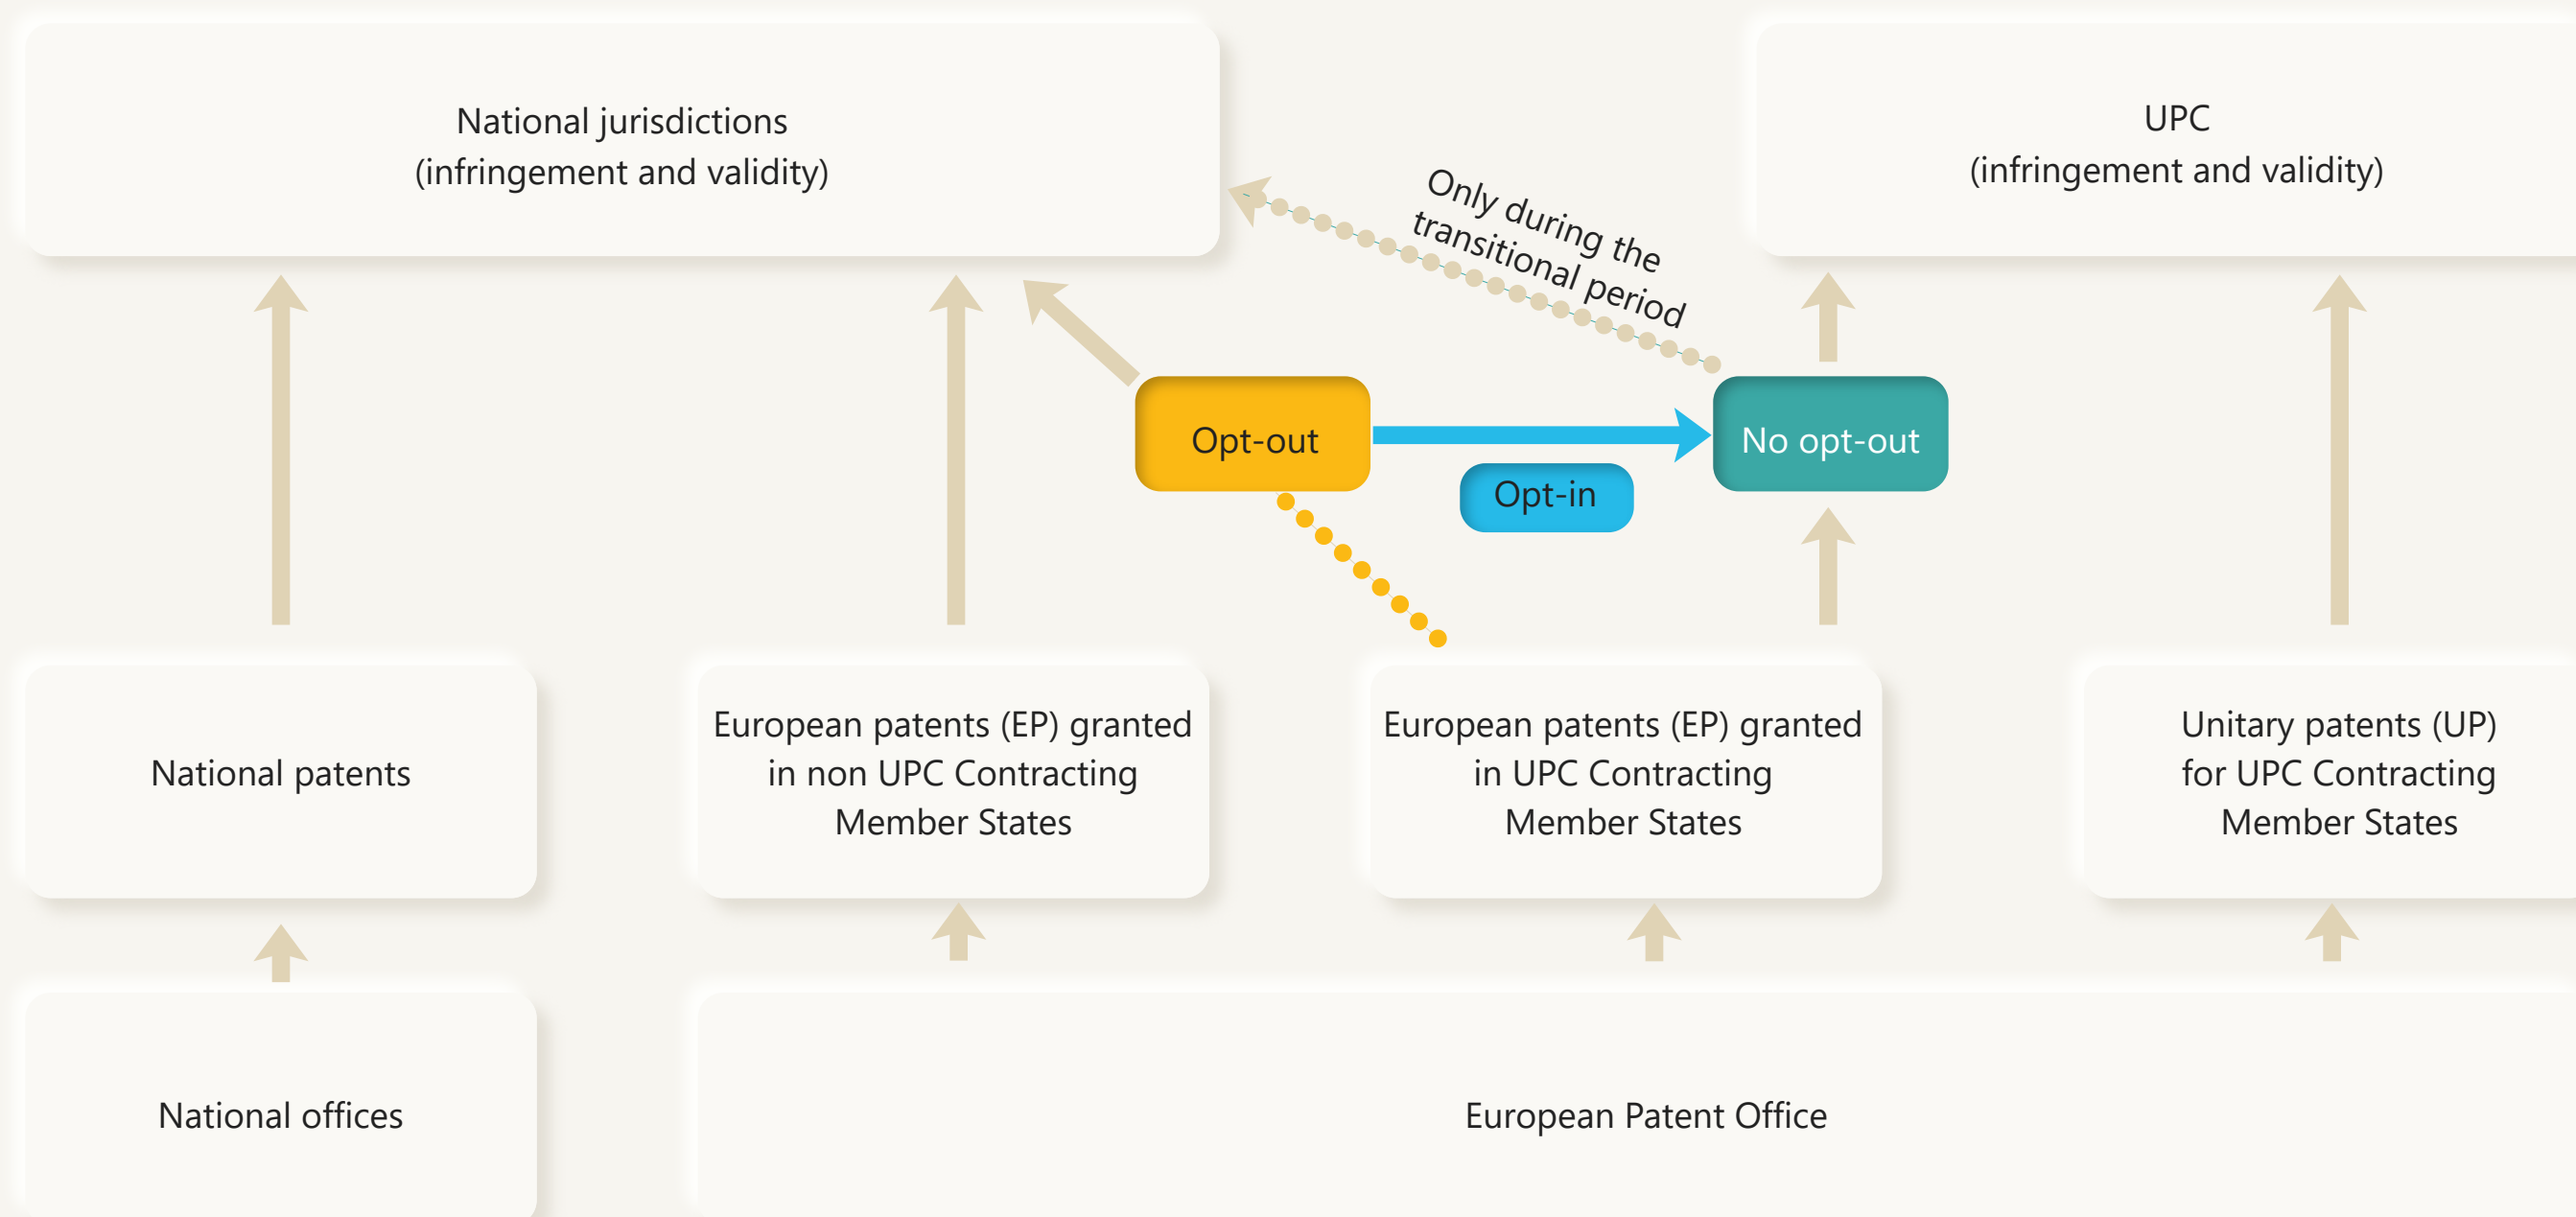 National jurisdictions
(infringement and validity)
UPC
(infringement and validity)
Only during the
transitional period
Opt-out
No opt-out
Opt-in
National patents
European patents (EP) granted
in non UPC Contracting
Member States
European patents (EP) granted
in UPC Contracting
Member States
Unitary patents (UP)
for UPC Contracting
Member States
National offices
European Patent Office